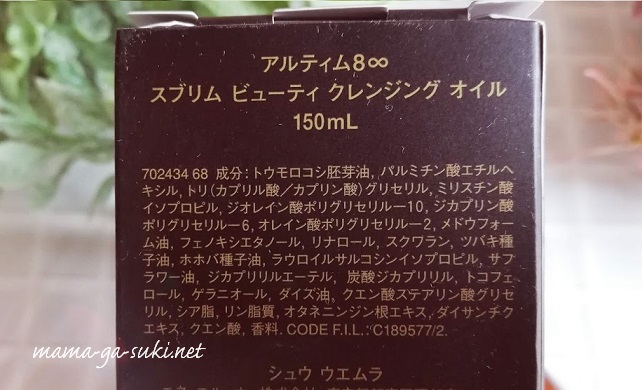 アルティム8∞
スブリム ビューティ クレンジング オイル
150mL
702434 68 成分：トウモロコシ胚芽油, パルミチン酸エチルヘ
キシル, トリ（カプリル酸／カプリン酸）グリセリル, ミリスチン酸
イソプロピル, ジオレイン酸ポリグリセリル－10, ジカプリン酸
ポリグリセリル－6, オレイン酸ポリグリセリル－2, メドウフォー
ム油, フェノキシエタノール, リナロール, スクワラン, ツバキ種
子油, ホホバ種子油, ラウロイルサルコシンイソプロピル, サフ
ラワー油, ジカプリリルエーテル, 炭酸ジカプリリル, トコフェ
ロール, ゲラニオール, ダイズ油, クエン酸ステアリン酸グリセ
リル, シア脂, リン脂質, オタネニンジン根エキス, ダイサンチク
エキス, クエン酸, 香料. CODE F.I.L.:C189577/2.
mama-ga-suki.net
シュウ ウエムラ